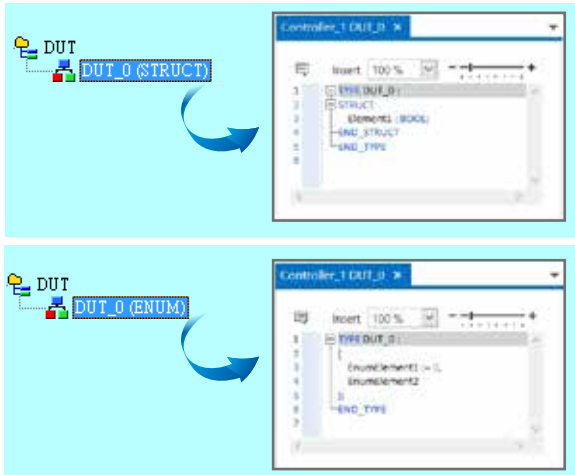 DUT
DUT_0 (STRUCT)
Controller_1 DUT_0 ×
Insert 100 %
1 TYPE DUT_0 :
2 STRUCT
3 Element1 : BOOL;
4 END_STRUCT
5 END_TYPE
6
DUT
DUT_0 (ENUM)
Controller_1 DUT_0 ×
Insert 100 %
1 TYPE DUT_0 :
2 (
3 EnumElement1 :=
4 EnumElement2
5 );
6 END_TYPE
7